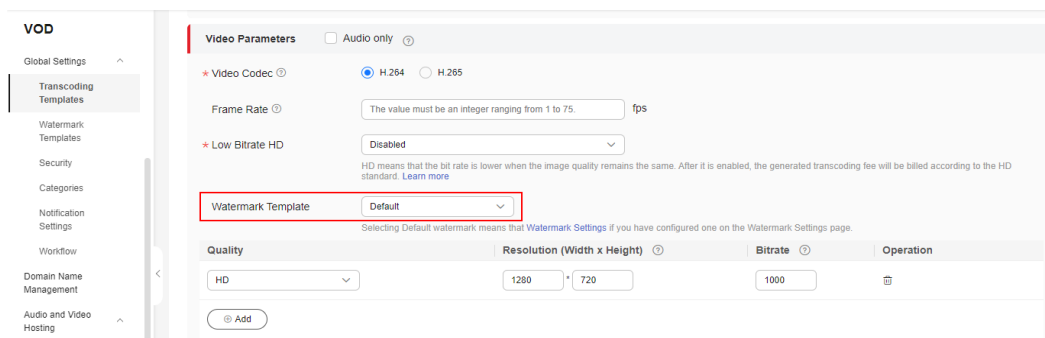 VOD
Global Settings
Transcoding
Templates
Watermark
Templates
Security
Categories
Notification
Settings
Workflow
Domain Name
Management
Audio and Video
Hosting
Video Parameters Audio only
* Video Codec H.264 H.265
Frame Rate The value must be an integer ranging from 1 to 75. fps
* Low Bitrate HD Disabled
HD means that the bit rate is lower when the image quality remains the same. After it is enabled, the generated transcoding fee will be billed according to the HD
standard. Learn more
Watermark Template Default
Selecting Default watermark means that Watermark Settings if you have configured one on the Watermark Settings page.
Quality Resolution (Width x Height) Bitrate Operation
HD 1280 * 720 1000
Add